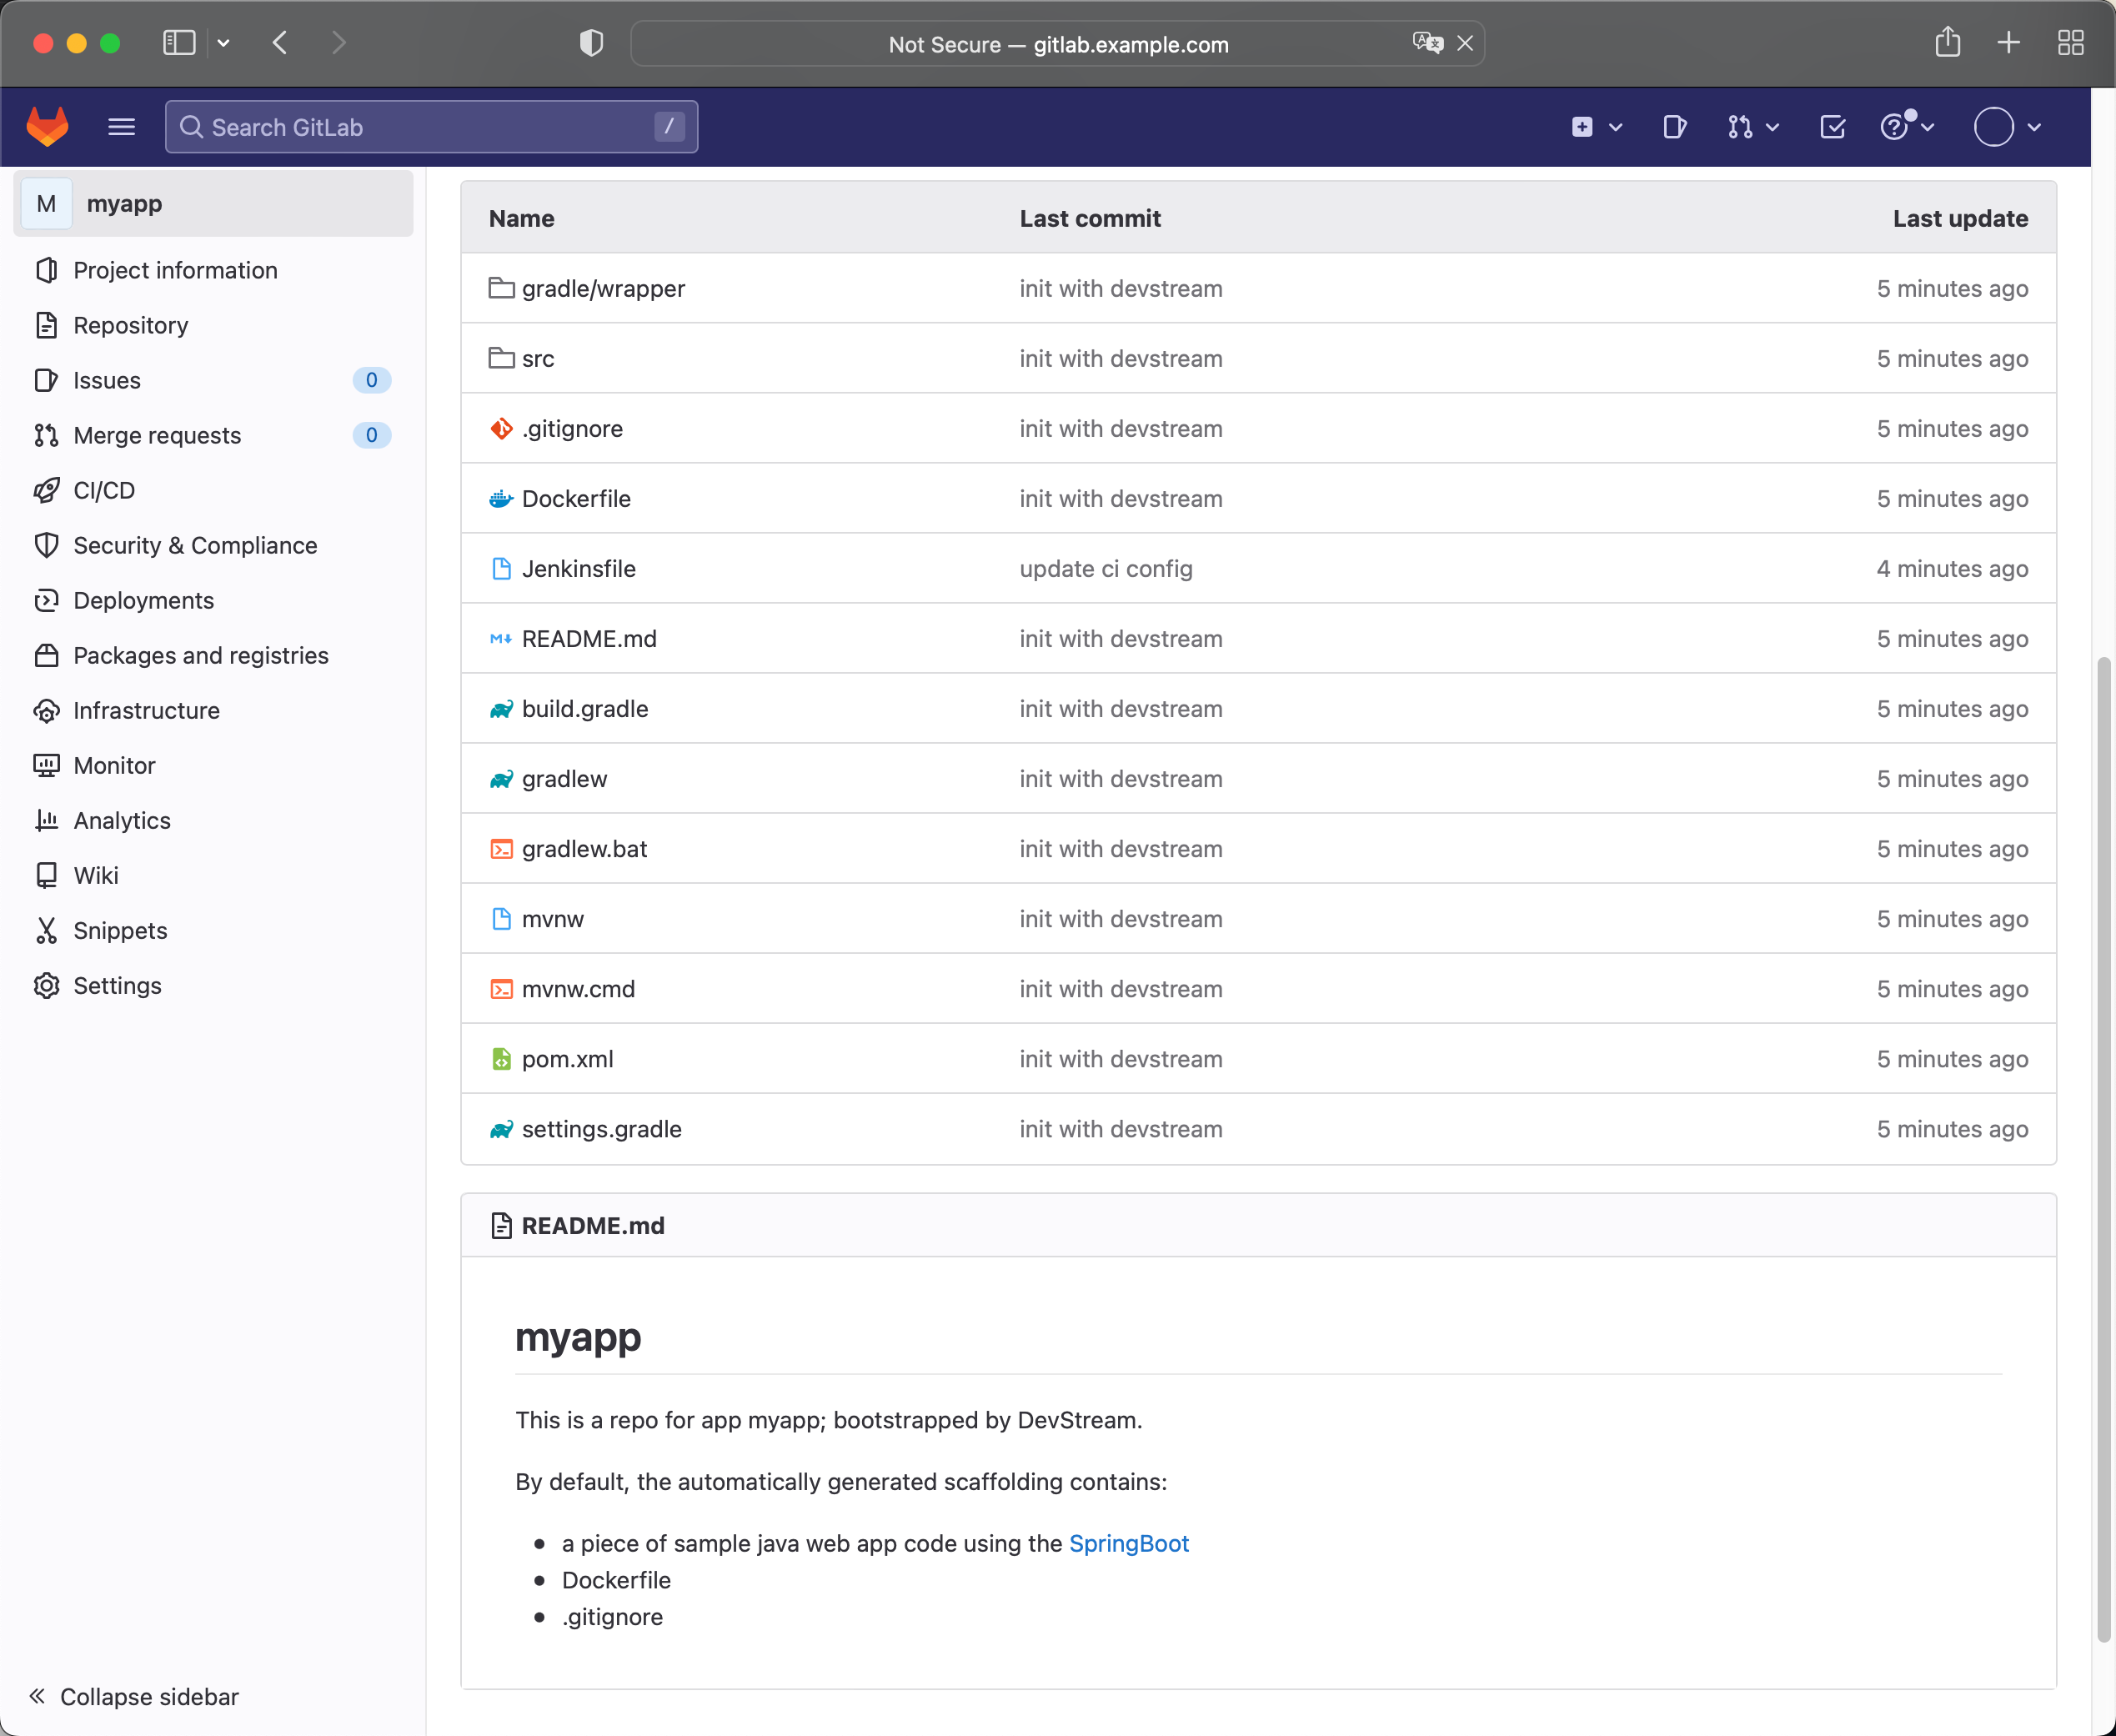 Not Secure — gitlab.example.com
Search GitLab /
M myapp
Project information
Repository
Issues 0
Merge requests 0
CI/CD
Security & Compliance
Deployments
Packages and registries
Infrastructure
Monitor
Analytics
Wiki
Snippets
Settings
Collapse sidebar
Name Last commit Last update
gradle/wrapper init with devstream 5 minutes ago
src init with devstream 5 minutes ago
.gitignore init with devstream 5 minutes ago
Dockerfile init with devstream 5 minutes ago
Jenkinsfile update ci config 4 minutes ago
README.md init with devstream 5 minutes ago
build.gradle init with devstream 5 minutes ago
gradlew init with devstream 5 minutes ago
gradlew.bat init with devstream 5 minutes ago
mvnw init with devstream 5 minutes ago
mvnw.cmd init with devstream 5 minutes ago
pom.xml init with devstream 5 minutes ago
settings.gradle init with devstream 5 minutes ago
README.md
myapp
This is a repo for app myapp; bootstrapped by DevStream.
By default, the automatically generated scaffolding contains:
• a piece of sample java web app code using the SpringBoot
• Dockerfile
• .gitignore